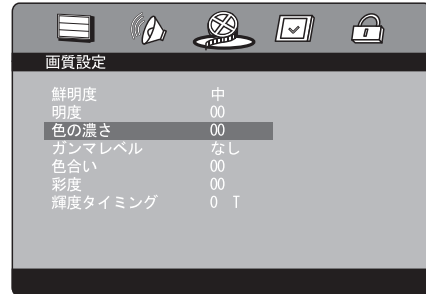 画質設定
鮮明度 中
明度 00
色の濃さ 00
ガンマレベル なし
色合い 00
彩度 00
輝度タイミング 0 T